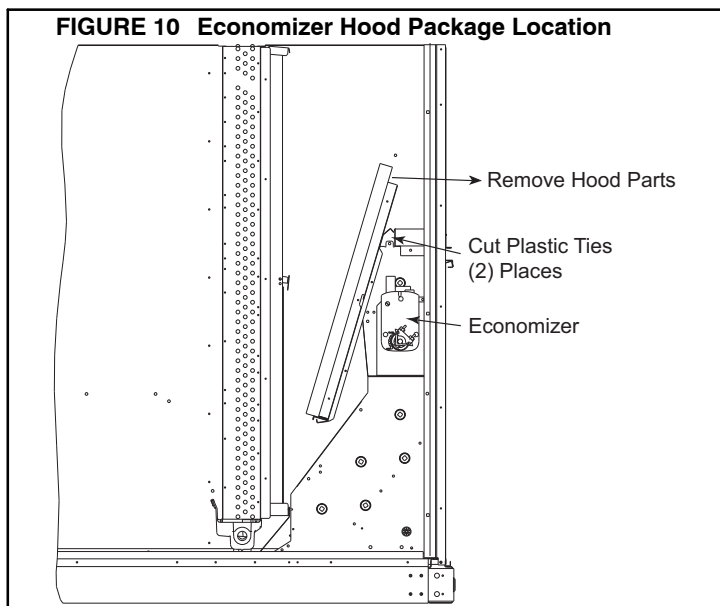 FIGURE 10 Economizer Hood Package Location
Remove Hood Parts
Cut Plastic Ties
(2) Places
Economizer